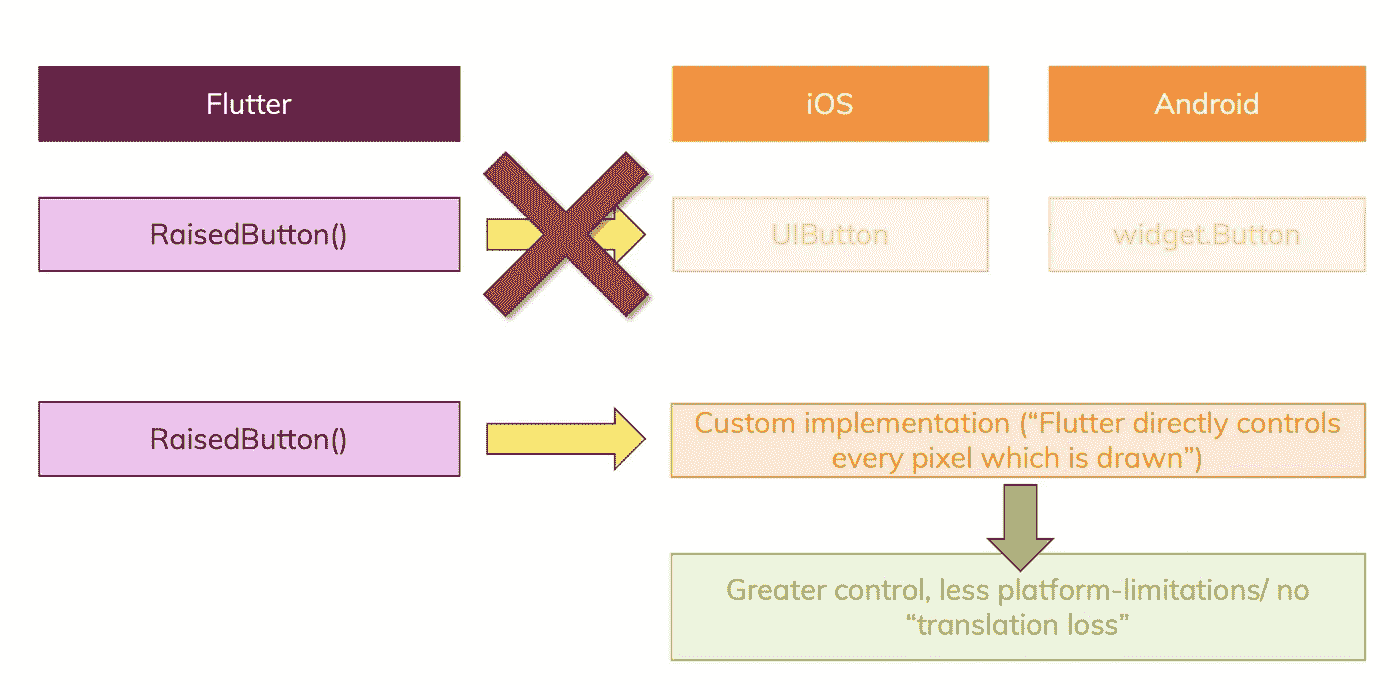 Flutter
iOS
Android
RaisedButton()
UIButton
widget.Button
RaisedButton()
Custom implementation (“Flutter directly controls
every pixel which is drawn”)
Greater control, less platform-limitations/ no
“translation loss”